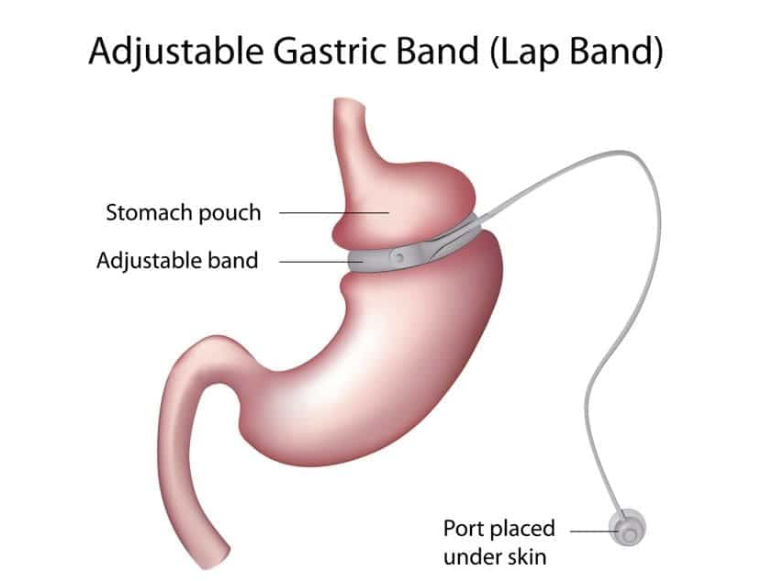 Adjustable Gastric Band (Lap Band)
Stomach pouch
Adjustable band
Port placed
under skin